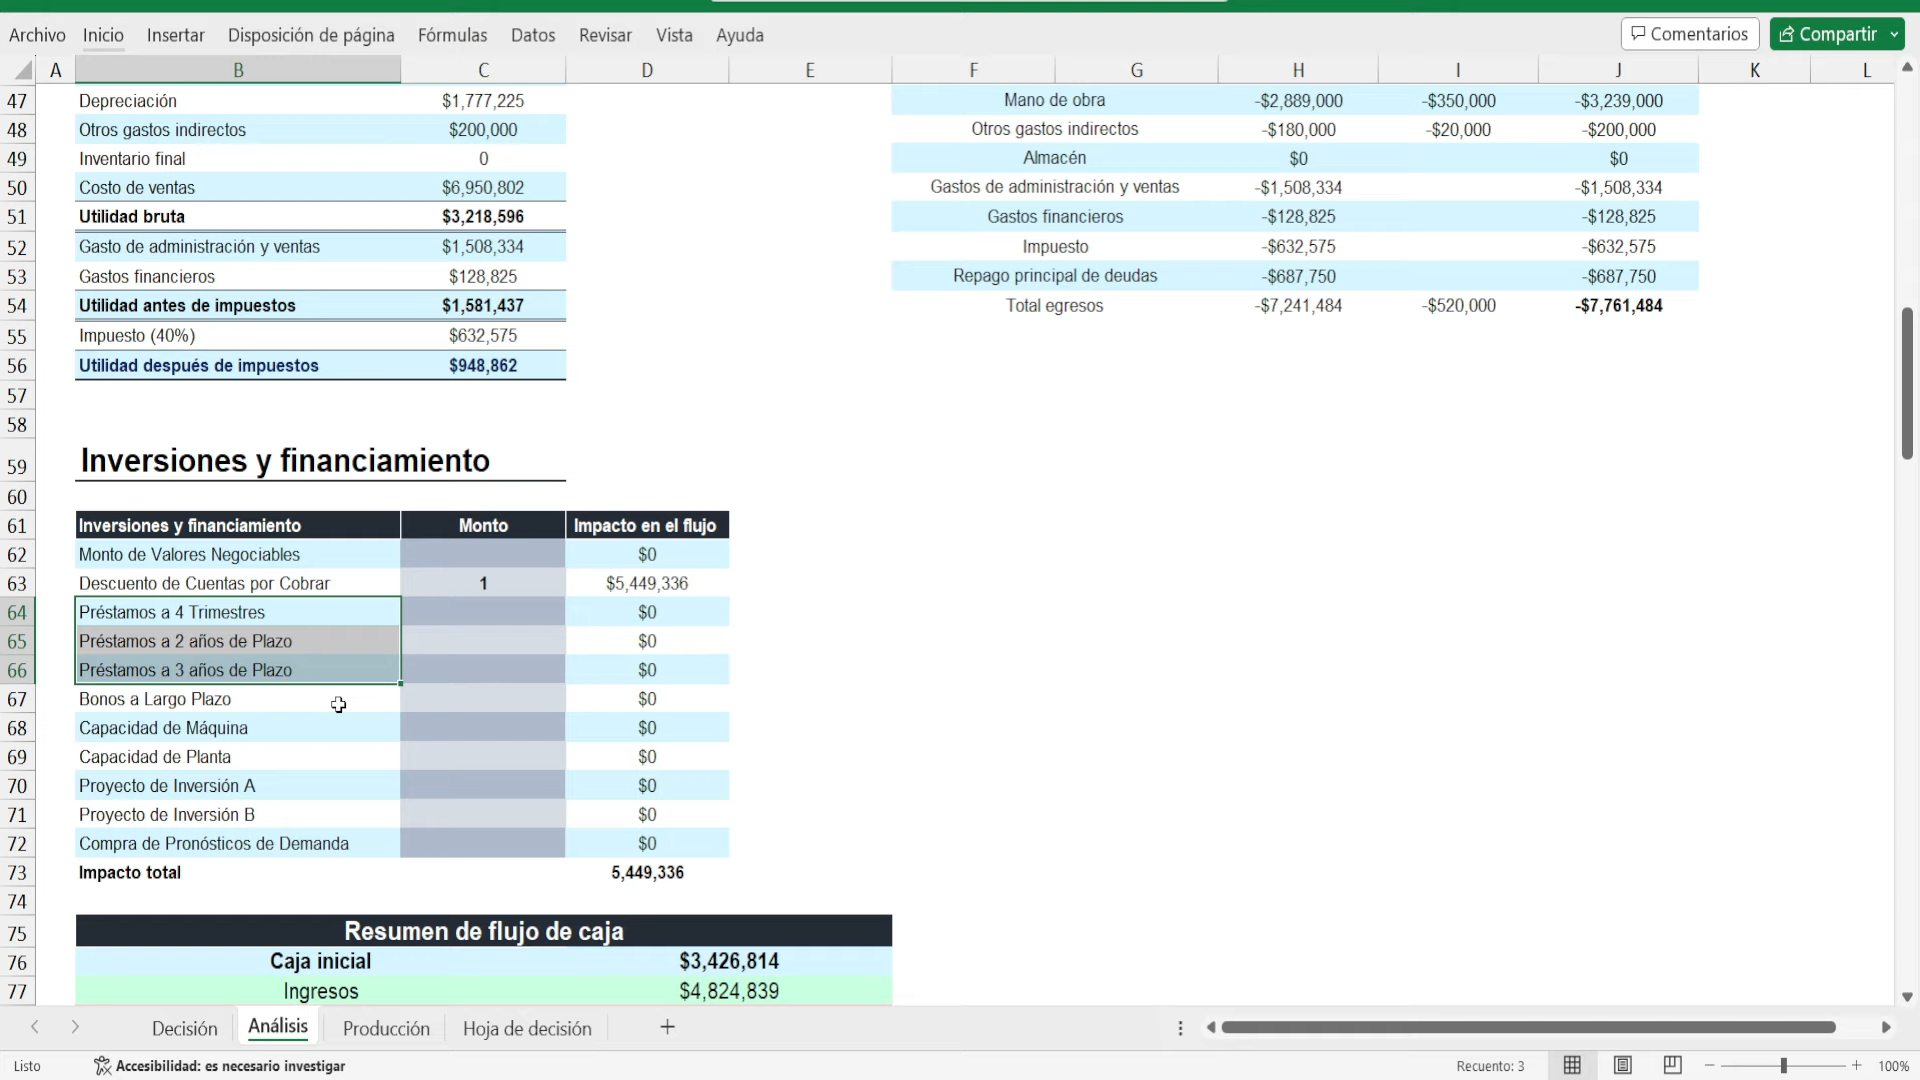 Archivo Inicio Insertar Disposición de página Fórmulas Datos Revisar Vista Ayuda Comentarios Compartir
A B C D E F G H I J K L
47 Depreciación $1,777,225 Mano de obra -$2,889,000 -$350,000 -$3,239,000
48 Otros gastos indirectos $200,000 Otros gastos indirectos -$180,000 -$20,000 -$200,000
49 Inventario final 0 Almacén $0 $0
50 Costo de ventas $6,950,802 Gastos de administración y ventas -$1,508,334 -$1,508,334
51 Utilidad bruta $3,218,596 Gastos financieros -$128,825 -$128,825
52 Gasto de administración y ventas $1,508,334 Impuesto -$632,575 -$632,575
53 Gastos financieros $128,825 Repago principal de deudas -$687,750 -$687,750
54 Utilidad antes de impuestos $1,581,437 Total egresos -$7,241,484 -$520,000 -$7,761,484
55 Impuesto (40%) $632,575
56 Utilidad después de impuestos $948,862
57
58
59 Inversiones y financiamiento
60
61 Inversiones y financiamiento Monto Impacto en el flujo
62 Monto de Valores Negociables $0
63 Descuento de Cuentas por Cobrar 1 $5,449,336
64 Préstamos a 4 Trimestres $0
65 Préstamos a 2 años de Plazo $0
66 Préstamos a 3 años de Plazo $0
67 Bonos a Largo Plazo $0
68 Capacidad de Máquina $0
69 Capacidad de Planta $0
70 Proyecto de Inversión A $0
71 Proyecto de Inversión B $0
72 Compra de Pronósticos de Demanda $0
73 Impacto total 5,449,336
74
75 Resumen de flujo de caja
76 Caja inicial $3,426,814
77 Ingresos $4,824,839
Decisión Análisis Producción Hoja de decisión
Listo Accesibilidad: es necesario investigar Recuento: 3 100%